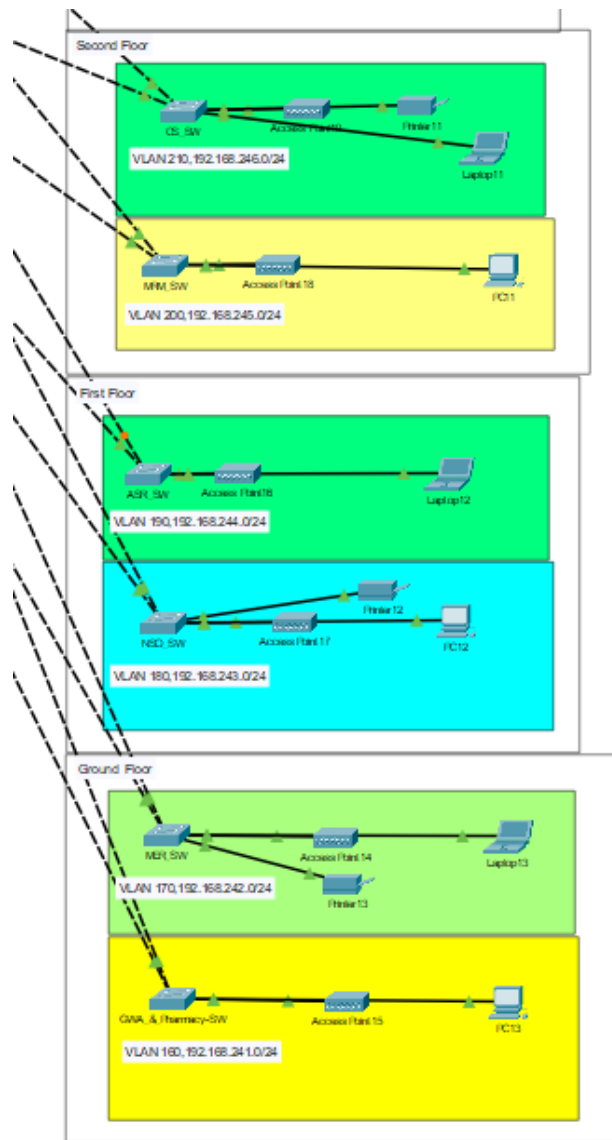 Second Floor
CS_SW
Access Point19
Printer11
Laptop11
VLAN 210,192.168.246.0/24
MRM_SW
Access Point18
PC11
VLAN 200,192.168.245.0/24
First Floor
ASR_SW
Access Point16
Laptop12
VLAN 190,192.168.244.0/24
Printer12
NSO_SW
Access Point17
PC12
VLAN 180,192.168.243.0/24
Ground Floor
MER_SW
Access Point14
Laptop13
VLAN 170,192.168.242.0/24
Printer13
GWA_&_Pharmacy-SW
Access Point15
PC13
VLAN 160,192.168.241.0/24